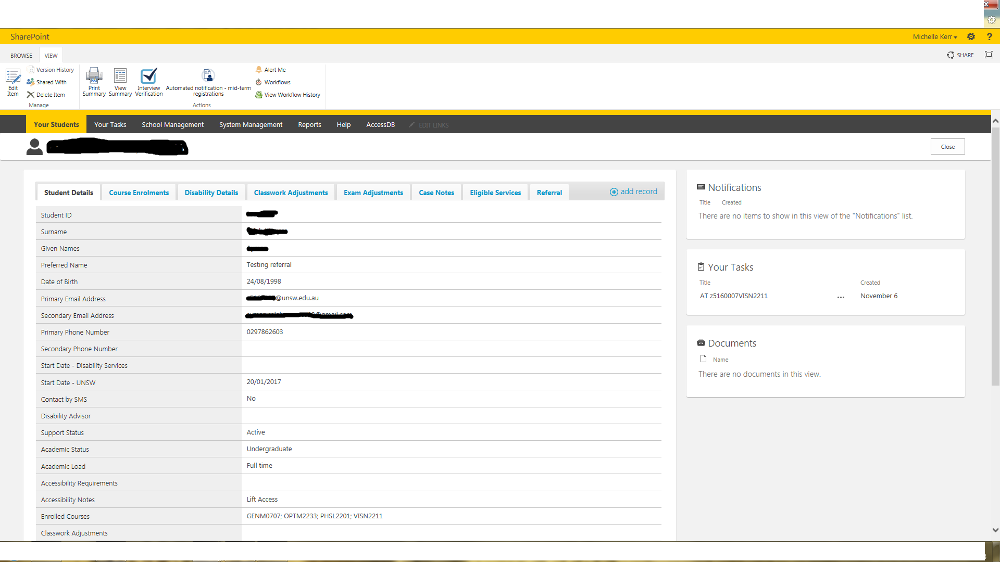 SharePoint
Michelle Kerr
?
BROWSE
VIEW
SHARE
Edit Item
Version History
Shared With
Delete Item
Manage
Print Summary
View Summary
Interview Verification
Automated notification - mid-term registrations
Alert Me
Workflows
View Workflow History
Actions
Your Students
Your Tasks
School Management
System Management
Reports
Help
AccessDB
EDIT LINKS
Close
Student Details
Course Enrolments
Disability Details
Classwork Adjustments
Exam Adjustments
Case Notes
Eligible Services
Referral
add record
Student ID
Surname
Given Names
Preferred Name Testing referral
Date of Birth 24/08/1998
Primary Email Address @unsw.edu.au
Secondary Email Address
Primary Phone Number 0297862603
Secondary Phone Number
Start Date - Disability Services
Start Date - UNSW 20/01/2017
Contact by SMS No
Disability Advisor
Support Status Active
Academic Status Undergraduate
Academic Load Full time
Accessibility Requirements
Accessibility Notes Lift Access
Enrolled Courses GENM0707; OPTM2233; PHSL2201; VISN2211
Classwork Adjustments
Notifications
Title Created
There are no items to show in this view of the "Notifications" list.
Your Tasks
Title Created
AT z5160007VISN2211 ... November 6
Documents
Name
There are no documents in this view.